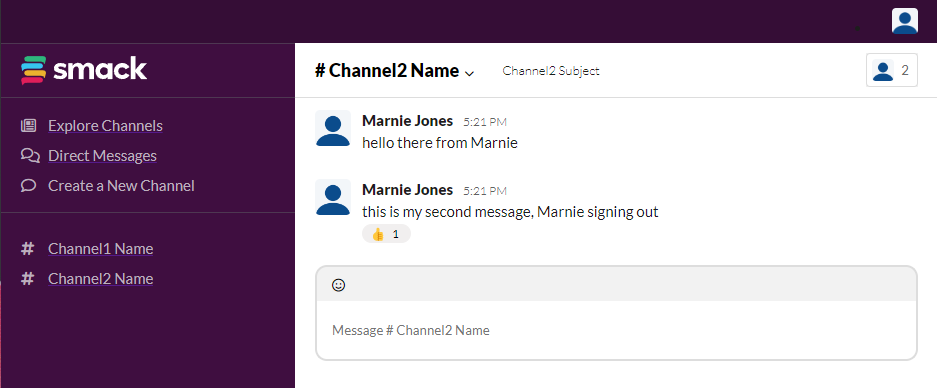 smack
Explore Channels
Direct Messages
Create a New Channel
# Channel1 Name
# Channel2 Name
# Channel2 Name Channel2 Subject 2
Marnie Jones 5:21 PM
hello there from Marnie
Marnie Jones 5:21 PM
this is my second message, Marnie signing out
👍 1
Message # Channel2 Name